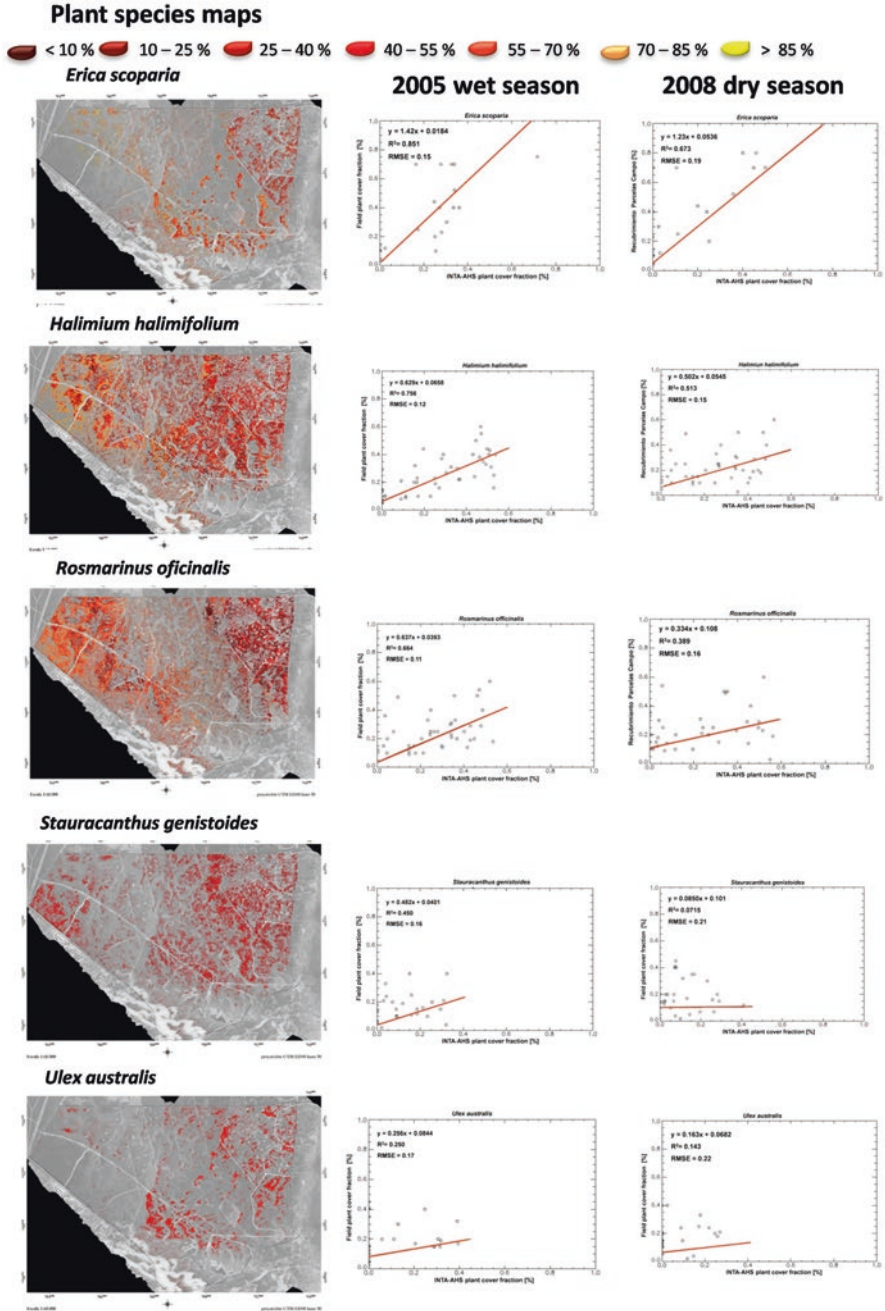 Plant species maps
< 10 % 10 – 25 % 25 – 40 % 40 – 55 % 55 – 70 % 70 – 85 % > 85 %
Erica scoparia
2005 wet season
2008 dry season
Erica scoparia
y = 1.42x + 0.0184
R²= 0.851
RMSE = 0.15
Field plant cover fraction [%]
INTA-AHS plant cover fraction [%]
Erica scoparia
y = 1.23x + 0.0536
R²= 0.673
RMSE = 0.19
Recubrimiento Parcelas Campo [%]
INTA-AHS plant cover fraction [%]
Halimium halimifolium
Halimium halimifolium
y = 0.629x + 0.0658
R²= 0.756
RMSE = 0.12
Field plant cover fraction [%]
INTA-AHS plant cover fraction [%]
Halimiun halimifolium
y = 0.502x + 0.0545
R²= 0.513
RMSE = 0.15
Recubrimiento Parcelas Campo [%]
INTA-AHS plant cover fraction [%]
Rosmarinus oficinalis
Rosmarinus officinalis
y = 0.637x + 0.0393
R²= 0.664
RMSE = 0.11
Field plant cover fraction [%]
INTA-AHS plant cover fraction [%]
Rosmarinus officinalis
y = 0.334x + 0.108
R²= 0.389
RMSE = 0.16
Recubrimiento Parcelas Campo [%]
INTA-AHS plant cover fraction [%]
Stauracanthus genistoides
Stauracanthus genistoides
y = 0.482x + 0.0401
R²= 0.450
RMSE = 0.16
Field plant cover fraction [%]
INTA-AHS plant cover fraction [%]
Stauracanthus genistoides
y = 0.0850x + 0.101
R²= 0.0715
RMSE = 0.21
Field plant cover fraction [%]
INTA-AHS plant cover fraction [%]
Ulex australis
Ulex australis
y = 0.256x + 0.0844
R²= 0.250
RMSE = 0.17
Field plant cover fraction [%]
INTA-AHS plant cover fraction [%]
Ulex australis
y = 0.163x + 0.0682
R²= 0.143
RMSE = 0.22
Field plant cover fraction [%]
INTA-AHS plant cover fraction [%]